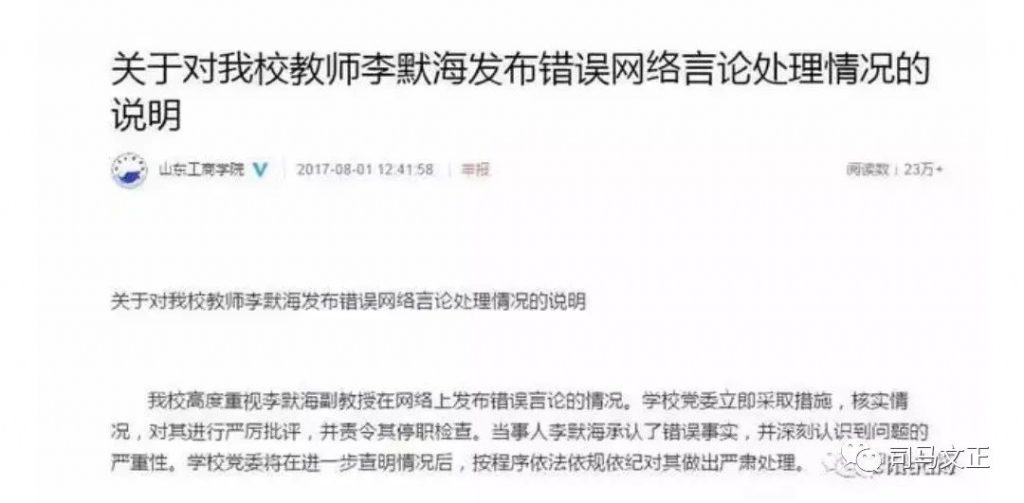 关于对我校教师李默海发布错误网络言论处理情况的
说明
山东工商学院 2017-08-01 12:41:58 举报 阅读数：23万+
关于对我校教师李默海发布错误网络言论处理情况的说明
我校高度重视李默海副教授在网络上发布错误言论的情况。学校党委立即采取措施，核实情
况，对其进行严厉批评，并责令其停职检查。当事人李默海承认了错误事实，并深刻认识到问题的
严重性。学校党委将在进一步查明情况后，按程序依法依规依纪对其做出严肃处理。
司马文正